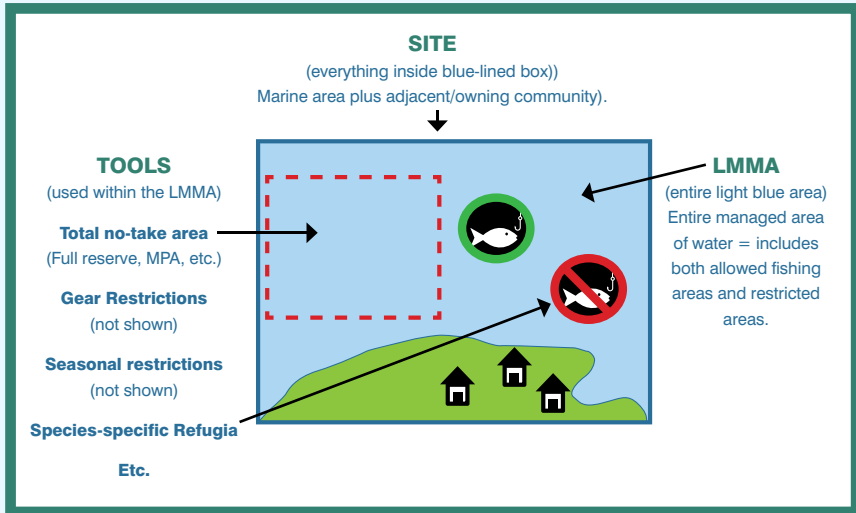 SITE
(everything inside blue-lined box))
Marine area plus adjacent/owning community).
TOOLS
(used within the LMMA)
Total no-take area
(Full reserve, MPA, etc.)
Gear Restrictions
(not shown)
Seasonal restrictions
(not shown)
Species-specific Refugia
Etc.
LMMA
(entire light blue area)
Entire managed area
of water = includes
both allowed fishing
areas and restricted
areas.